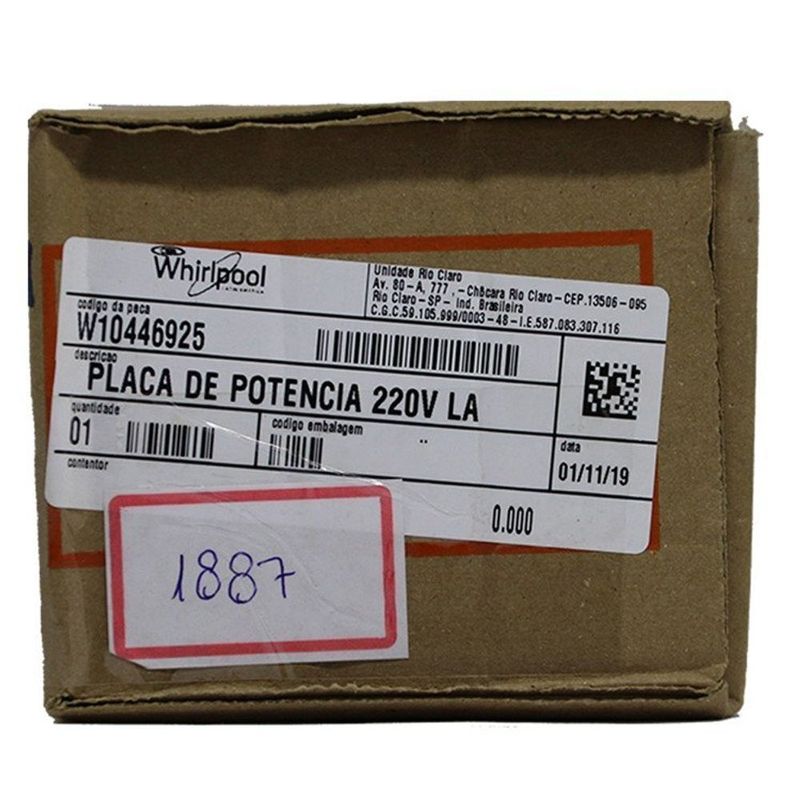 Whirlpool
Unidade Rio Claro
Av. 80-A, 777 , -Chôcara Rio Claro-CEP.13506-095
Rio Claro-SP- Ind. Brasileira
C.G.C.59.105.999/0003-48-I.E.587.083.307.116
codigo da peca
W10446925
descricao
PLACA DE POTENCIA 220V LA
quantidade
01
codigo embalagem
..
data
01/11/19
contentor
0.000
1887